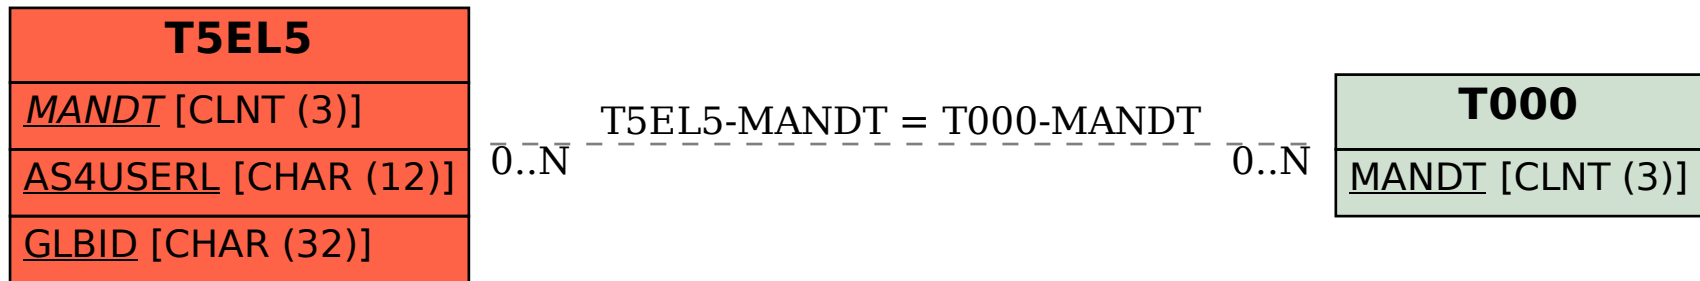 T5EL5
MANDT [CLNT (3)]
AS4USERL [CHAR (12)]
GLBID [CHAR (32)]
T5EL5-MANDT = T000-MANDT
0..N
0..N
T000
MANDT [CLNT (3)]